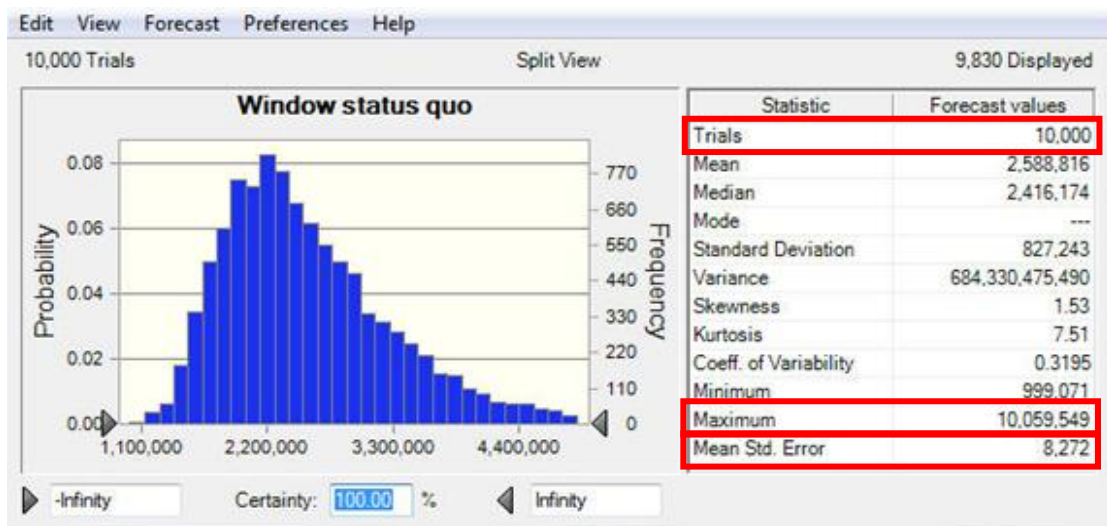 Edit View Forecast Preferences Help
10,000 Trials Split View 9,830 Displayed
Window status quo
Probability
0.08
0.06
0.04
0.02
0.00
1,100,000 2,200,000 3,300,000 4,400,000
770
660
550
440
330
220
110
0
Frequency
Statistic Forecast values
Trials 10,000
Mean 2,588,816
Median 2,416,174
Mode ---
Standard Deviation 827,243
Variance 684,330,475,490
Skewness 1.53
Kurtosis 7.51
Coeff. of Variability 0.3195
Minimum 999,071
Maximum 10,059,549
Mean Std. Error 8,272
-Infinity Certainty: 100.00 % Infinity